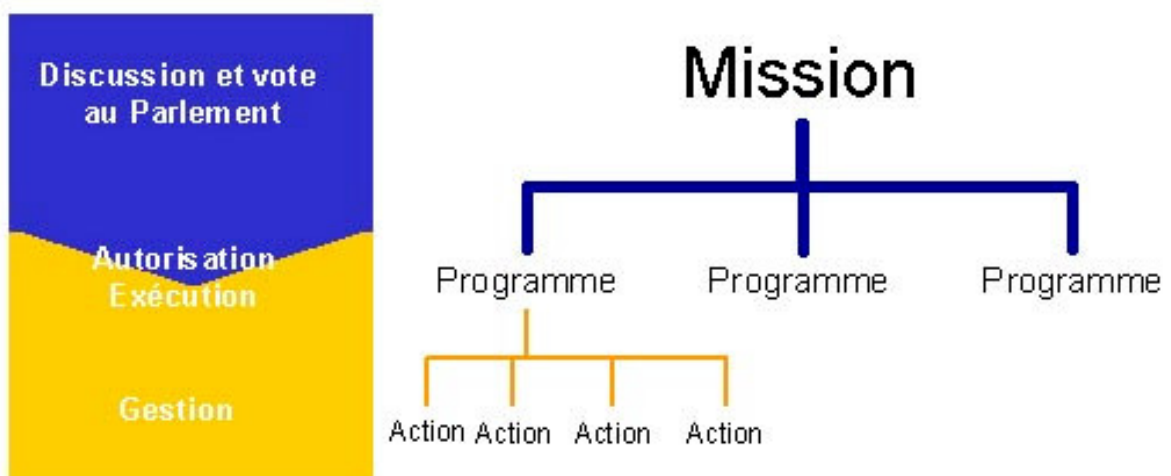 Discussion et vote
au Parlement
Autorisation
Exécution
Gestion
Mission
Programme Programme Programme
Action Action Action Action